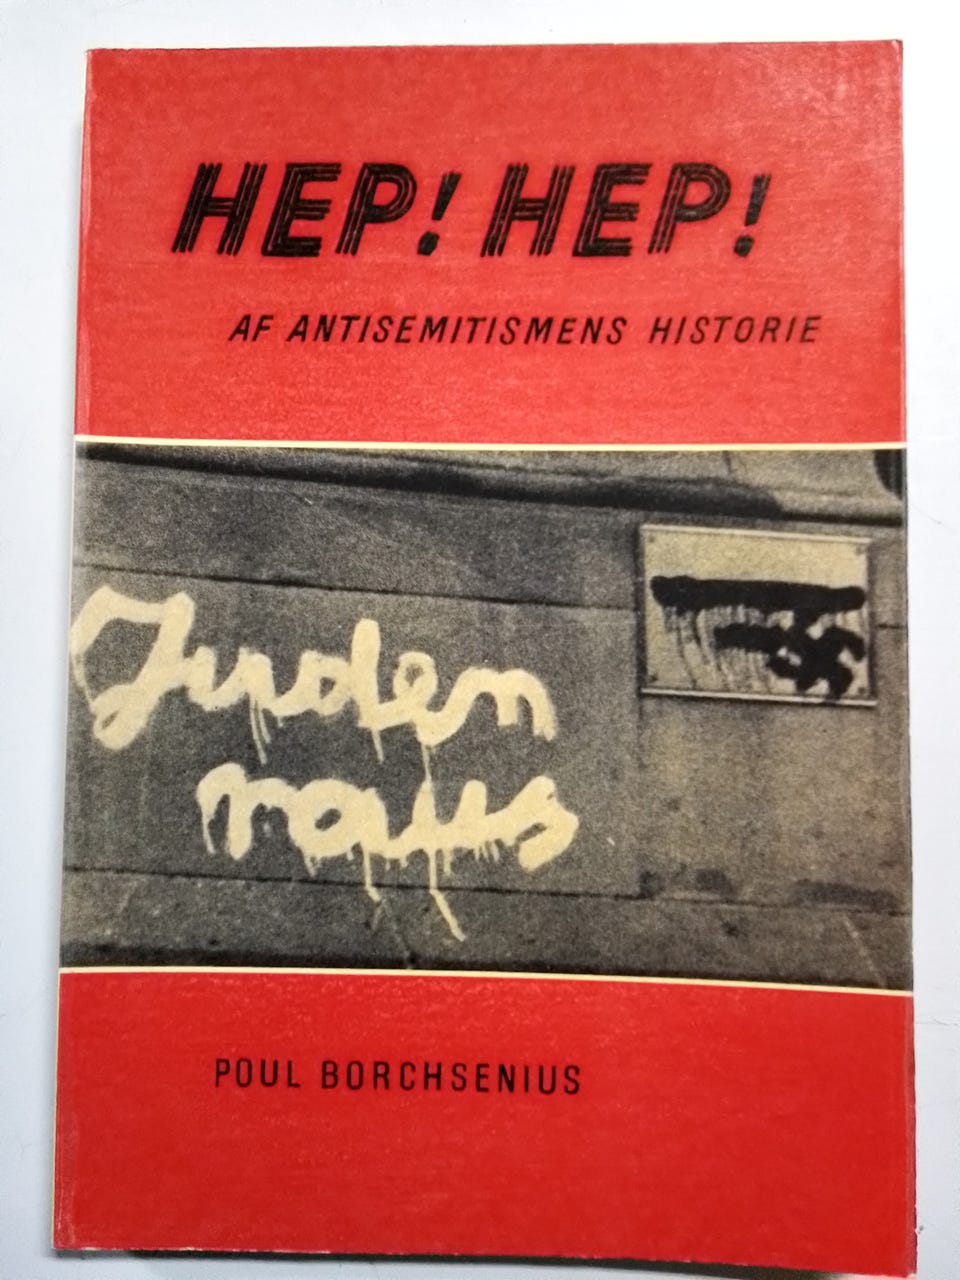 HEP! HEP!
AF ANTISEMITISMENS HISTORIE
Juden
raus
POUL BORCHSENIUS